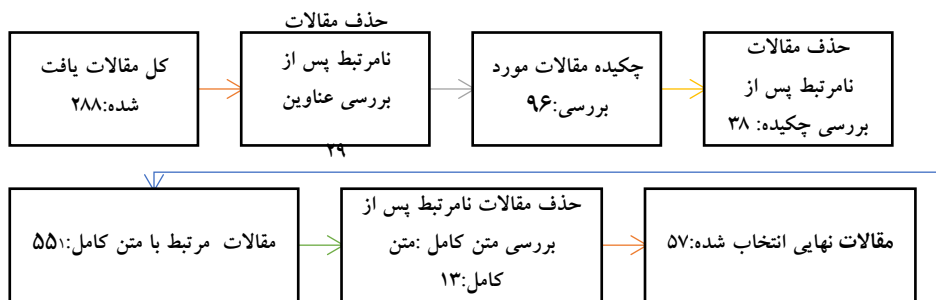 کل مقالات یافت
شده:۲۸۸
حذف مقالات
نامرتبط پس از
بررسی عناوین
۲۹
چکیده مقالات مورد
بررسی:۹۶
حذف مقالات
نامرتبط پس از
بررسی چکیده: ۳۸
مقالات مرتبط با متن کامل:۵۵۱
حذف مقالات نامرتبط پس از
بررسی متن کامل :متن
کامل:۱۳
مقالات نهایی انتخاب شده:۵۷